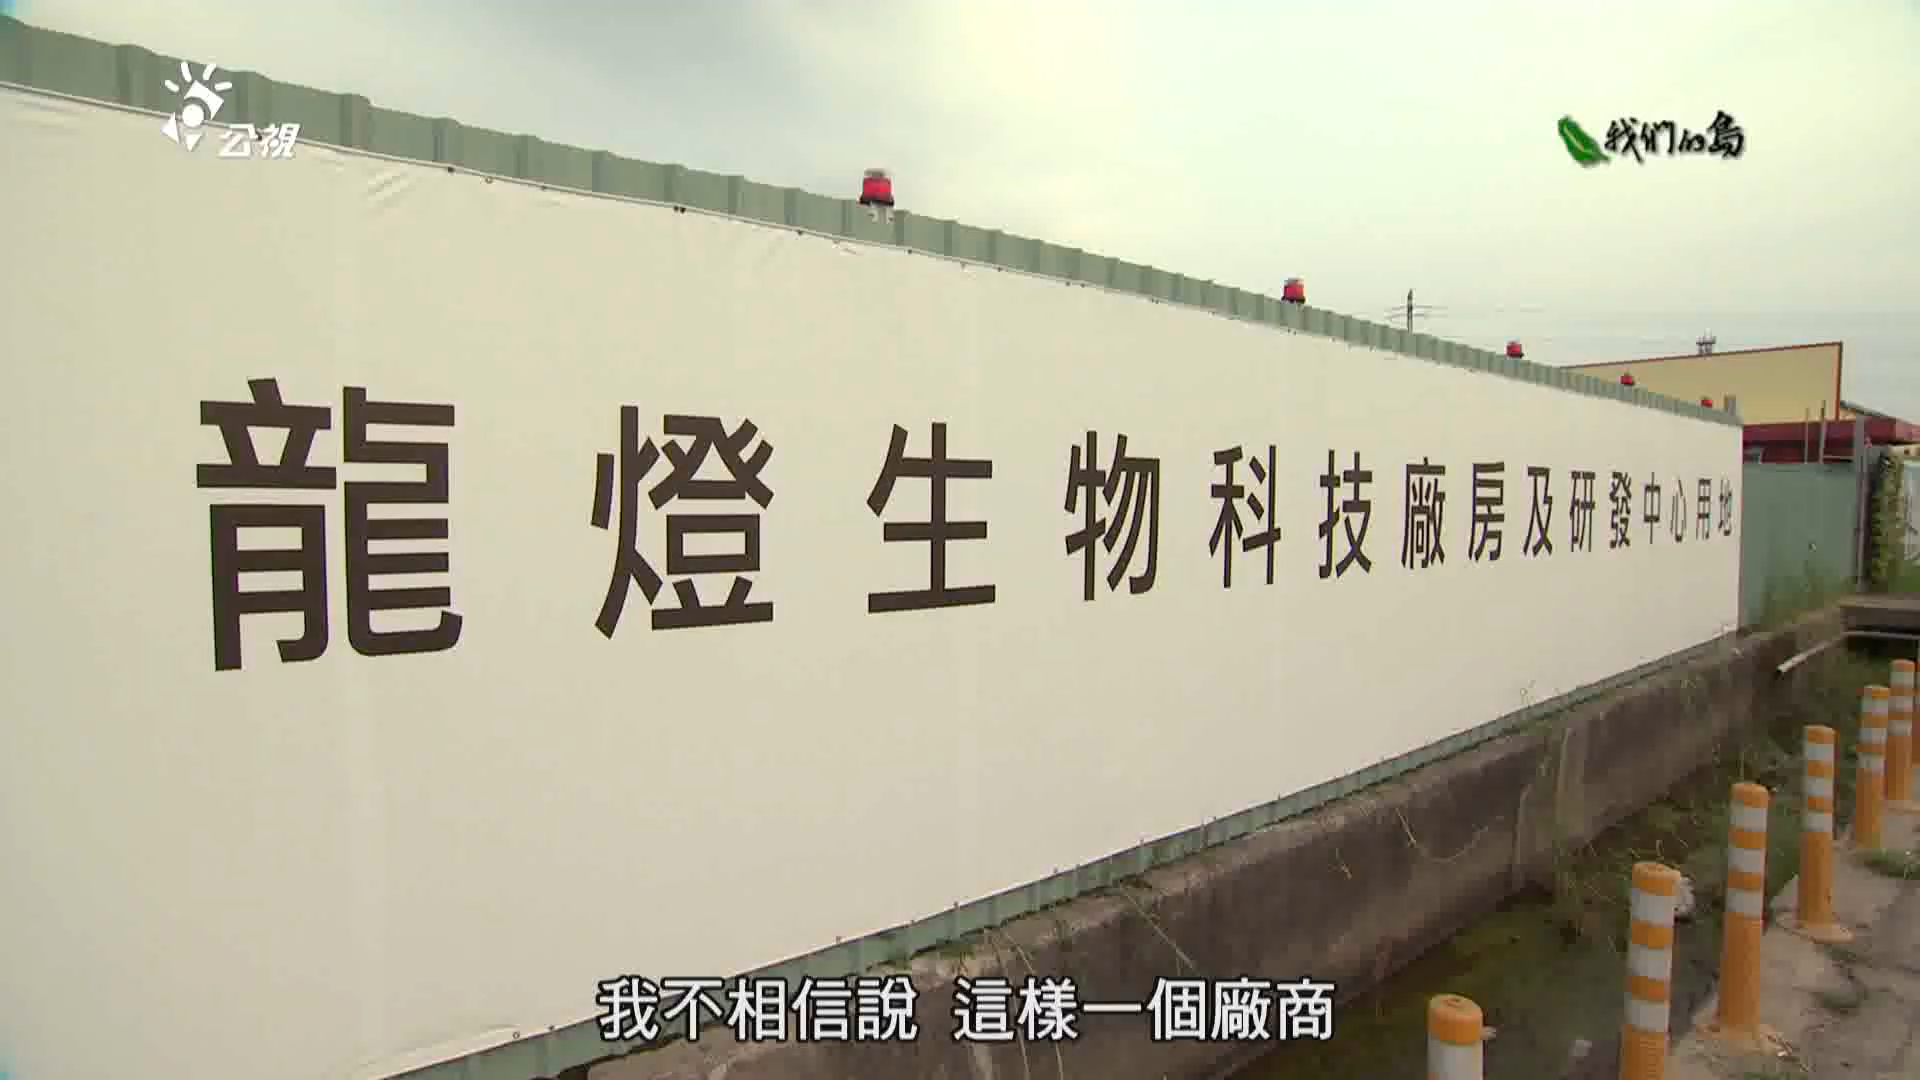 公視
我們的島
龍燈生物科技廠房及研發中心用地
我不相信說 這樣一個廠商